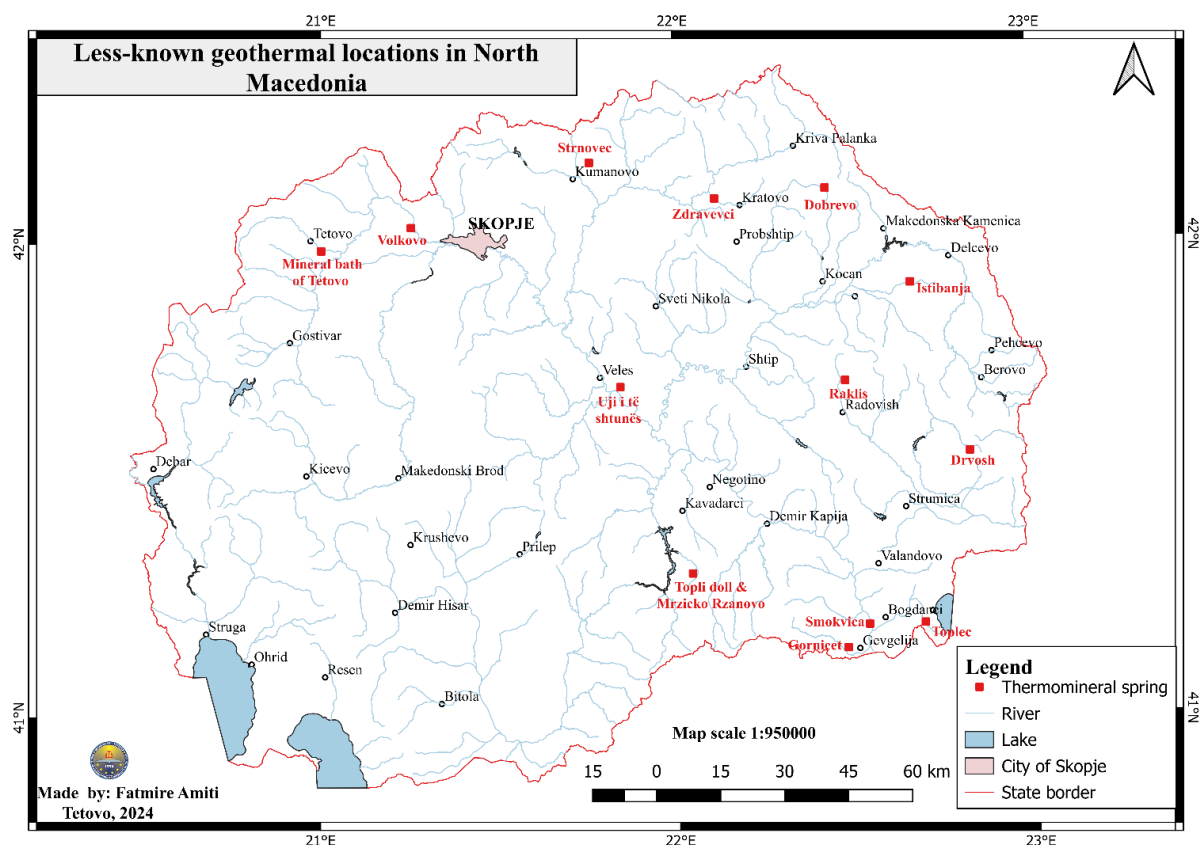 21°E
22°E
23°E
Less-known geothermal locations in North
Macedonia
Kriva Palanka
Strnovec
Kumanovo
Dobrevo
Kratovo
Zdravevci
SKOPJE
Makedonska Kamenica
Tetovo
Volkovo
Probshtip
42°N
42°N
Delcevo
Mineral bath
of Tetovo
Kocan
Istibanja
Sveti Nikola
Gostivar
Pehcevo
Shtip
Berovo
Veles
Raklis
Uji i të
shtunës
Radovish
Drvosh
Debar
Kicevo
Makedonski Brod
Negotino
Strumica
Kavadarci
Demir Kapija
Krushevo
Prilep
Valandovo
Topli doll &
Mrzicko Rzanovo
Demir Hisar
Bogdanci
Smokvica
Struga
Toplec
Gornicet
Gevgelija
Ohrid
Resen
Bitola
41°N
41°N
Legend
Thermomineral spring
River
Lake
City of Skopje
State border
Map scale 1:950000
15 0 15 30 45 60 km
Made by: Fatmire Amiti
Tetovo, 2024
21°E
22°E
23°E